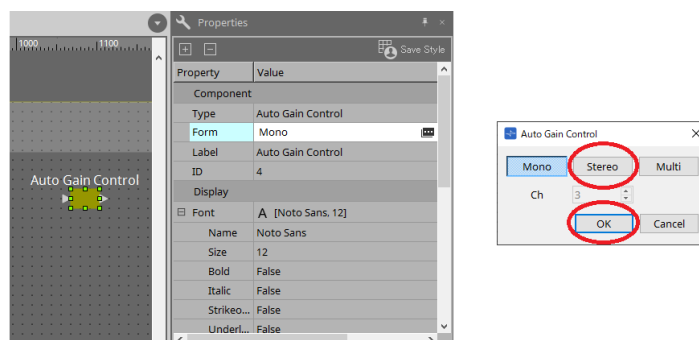 1000 1100
Auto Gain Control
Properties
Save Style
Property Value
Component
Type Auto Gain Control
Form Mono
Label Auto Gain Control
ID 4
Display
Font A [Noto Sans, 12]
Name Noto Sans
Size 12
Bold False
Italic False
Strikeo... False
Underl... False
Auto Gain Control
Mono Stereo Multi
Ch 3
OK Cancel